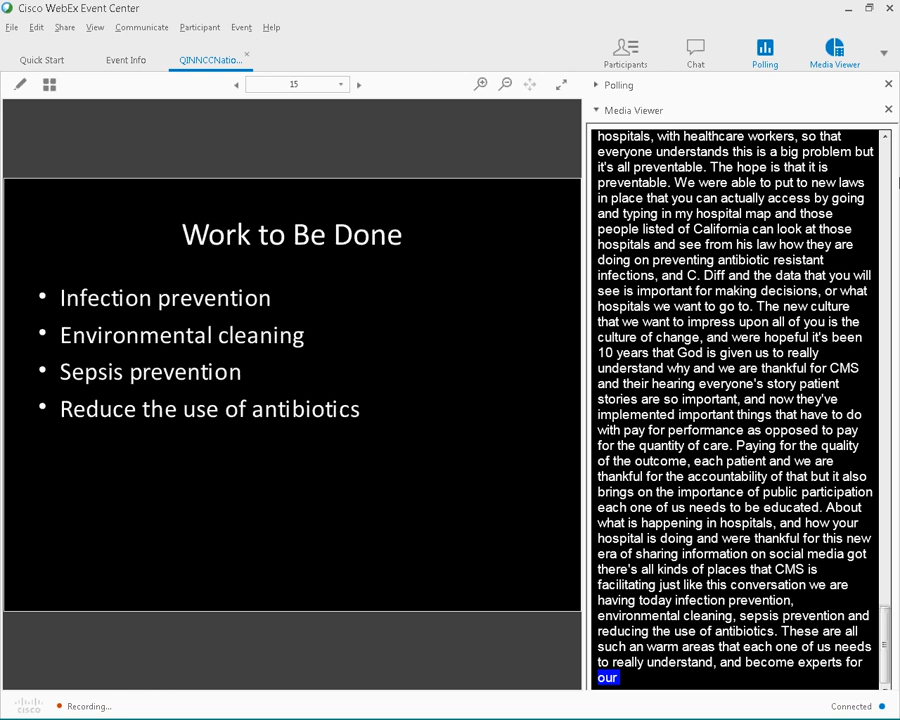 Cisco WebEx Event Center
File Edit Share View Communicate Participant Event Help
Quick Start Event Info QINNCCNatio...
Participants Chat Polling Media Viewer
15
Polling
Media Viewer
Work to Be Done
• Infection prevention
• Environmental cleaning
• Sepsis prevention
• Reduce the use of antibiotics
hospitals, with healthcare workers, so that
everyone understands this is a big problem but
it's all preventable. The hope is that it is
preventable. We were able to put to new laws
in place that you can actually access by going
and typing in my hospital map and those
people listed of California can look at those
hospitals and see from his law how they are
doing on preventing antibiotic resistant
infections, and C. Diff and the data that you will
see is important for making decisions, or what
hospitals we want to go to. The new culture
that we want to impress upon all of you is the
culture of change, and were hopeful it's been
10 years that God is given us to really
understand why and we are thankful for CMS
and their hearing everyone's story patient
stories are so important, and now they've
implemented important things that have to do
with pay for performance as opposed to pay
for the quantity of care. Paying for the quality
of the outcome, each patient and we are
thankful for the accountability of that but it also
brings on the importance of public participation
each one of us needs to be educated. About
what is happening in hospitals, and how your
hospital is doing and were thankful for this new
era of sharing information on social media got
there's all kinds of places that CMS is
facilitating just like this conversation we are
having today infection prevention,
environmental cleaning, sepsis prevention and
reducing the use of antibiotics. These are all
such an warm areas that each one of us needs
to really understand, and become experts for
our
cisco Recording... Connected